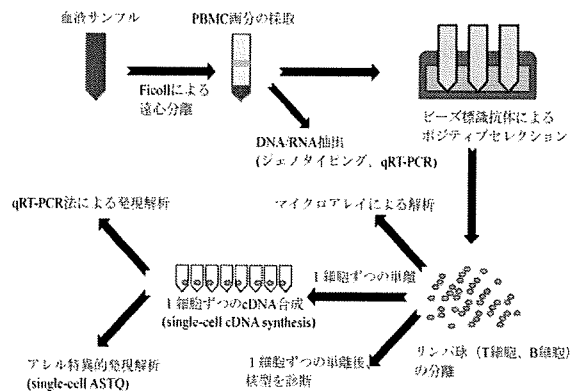 血液サンプル
PBMC画分の採取
Ficollによる
遠心分離
ビーズ標識抗体による
ポジティブセレクション
DNA/RNA抽出
(ジェノタイピング、qRT-PCR)
qRT-PCR法による発現解析
マイクロアレイによる解析
1細胞ずつの単離
1細胞ずつのcDNA合成
(single-cell cDNA synthesis)
リンパ球（T細胞、B細胞）
の分離
アレル特異的発現解析
(single-cell ASTQ)
1細胞ずつの単離後、
核型を診断